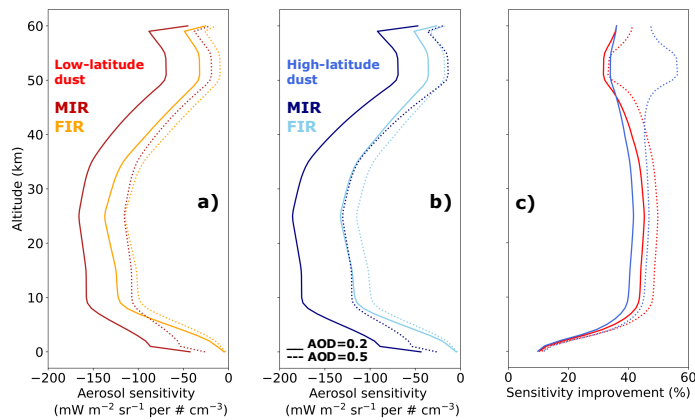 60
50
40
30
20
10
0
Altitude (km)
Low-latitude
dust
MIR
FIR
a)
−200 −150 −100 −50 0
Aerosol sensitivity
(mW m⁻² sr⁻¹ per # cm⁻³)
High-latitude
dust
MIR
FIR
b)
AOD=0.2
AOD=0.5
−200 −150 −100 −50 0
Aerosol sensitivity
(mW m⁻² sr⁻¹ per # cm⁻³)
c)
0 20 40 60
Sensitivity improvement (%)